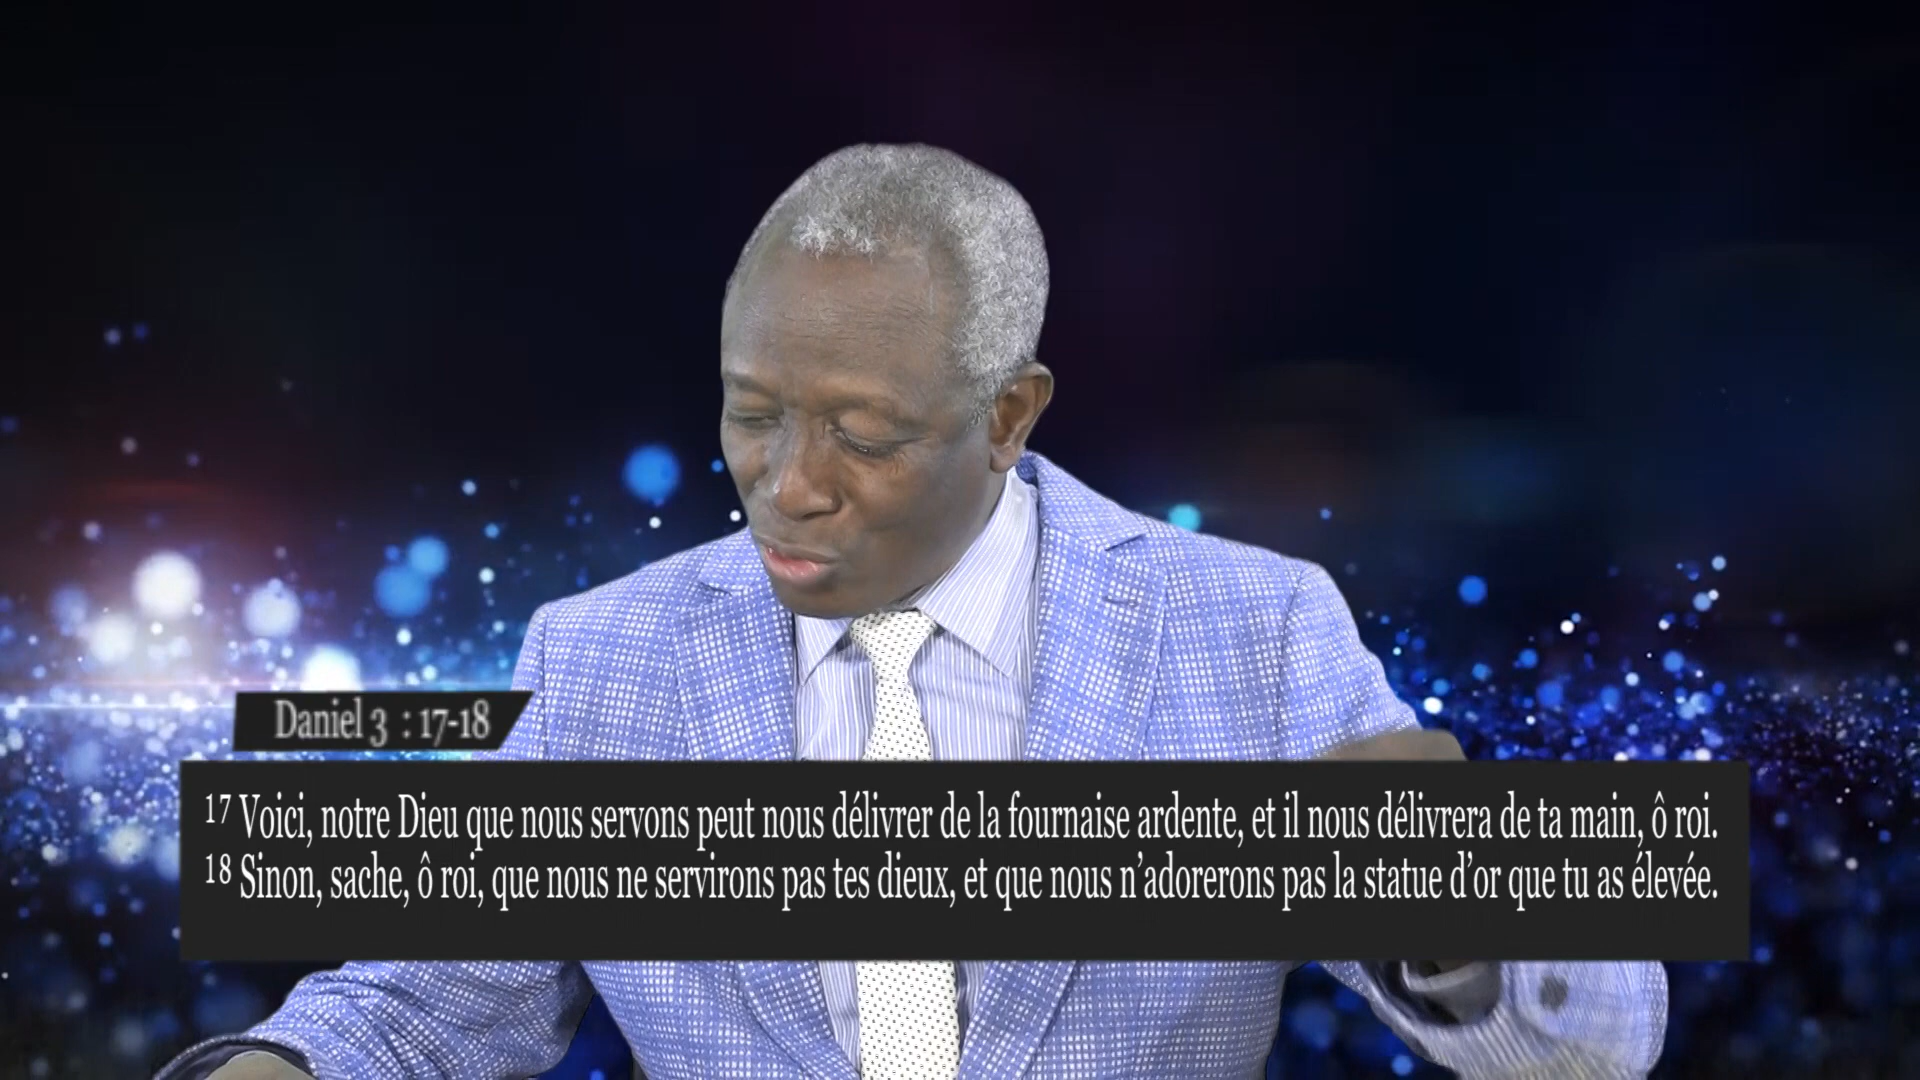 Daniel 3 : 17-18
17 Voici, notre Dieu que nous servons peut nous délivrer de la fournaise ardente, et il nous délivrera de ta main, ô roi.
18 Sinon, sache, ô roi, que nous ne servirons pas tes dieux, et que nous n’adorerons pas la statue d’or que tu as élevée.